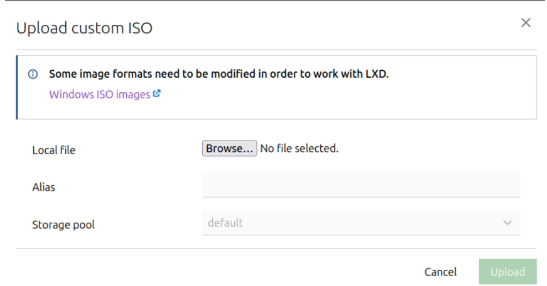 Upload custom ISO
Some image formats need to be modified in order to work with LXD.
Windows ISO images
Local file
Browse... No file selected.
Alias
Storage pool
default
Cancel
Upload